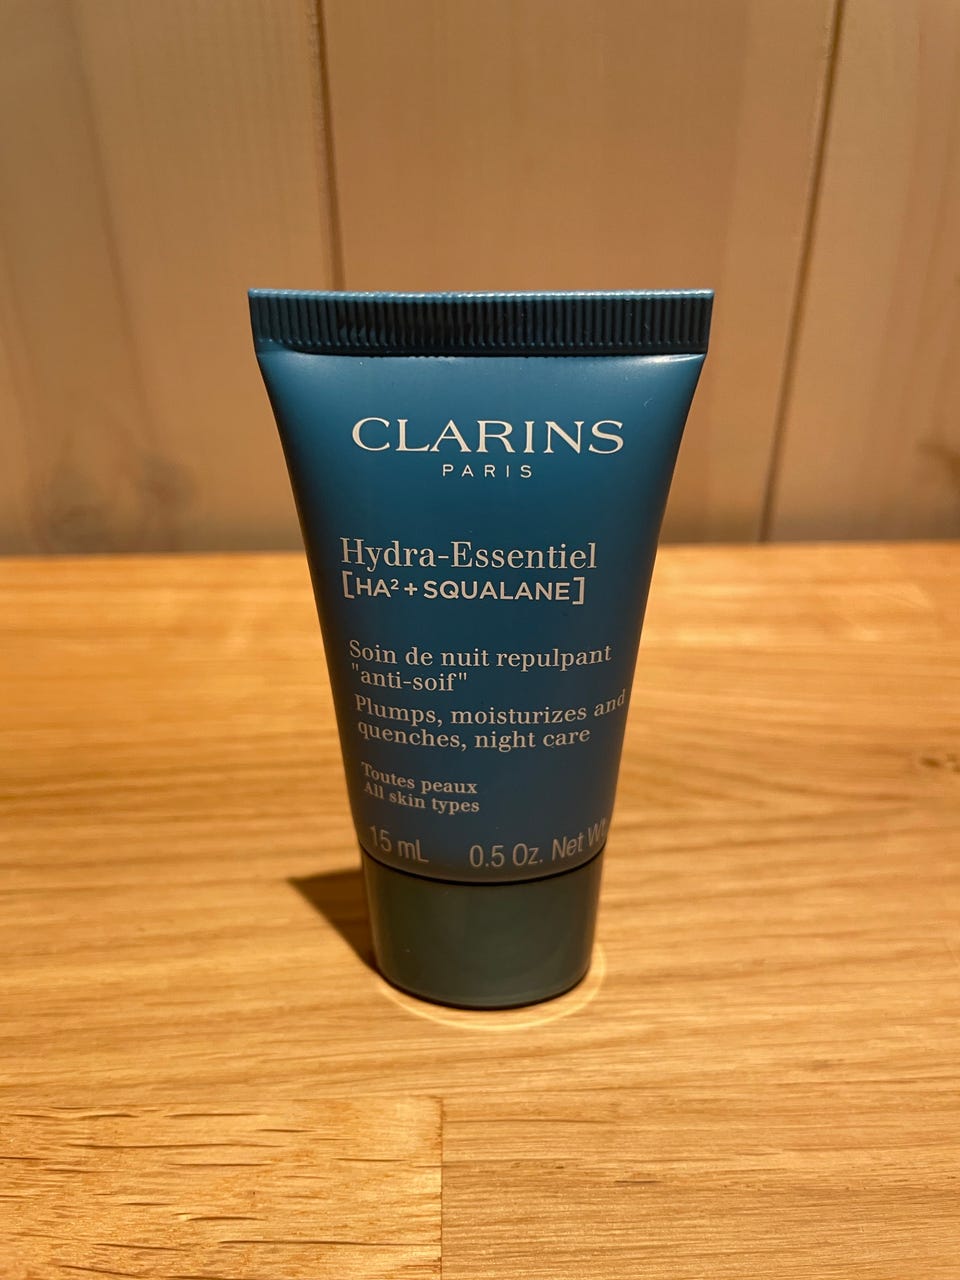 CLARINS
PARIS
Hydra-Essentiel
[HA² + SQUALANE]
Soin de nuit repulpant
"anti-soif"
Plumps, moisturizes and
quenches, night care
Toutes peaux
All skin types
15 mL 0.5 Oz. Net Wt.